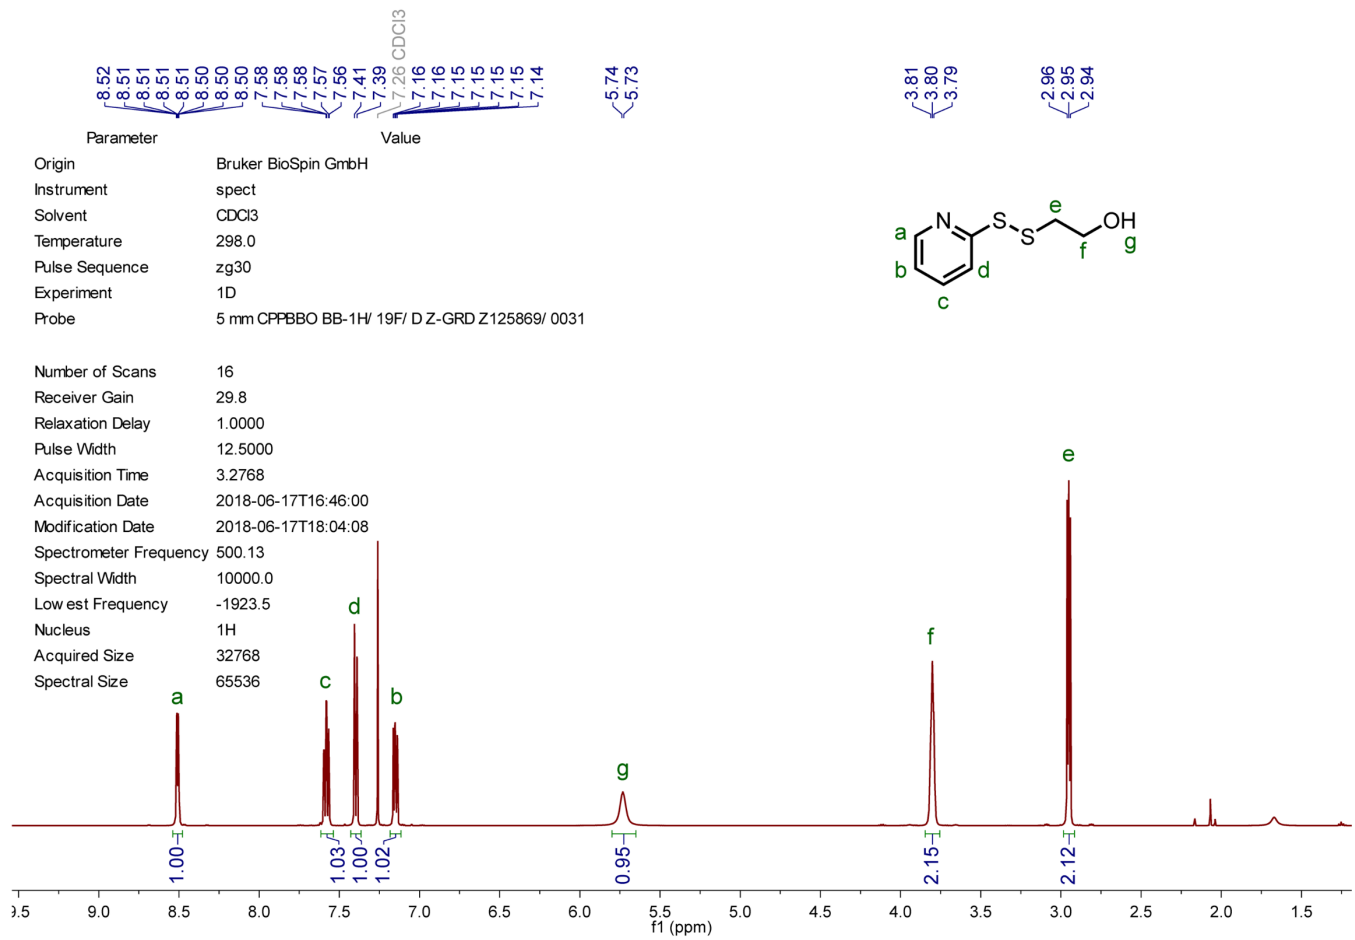 8.52
8.51
8.51
8.51
8.51
8.50
8.50
8.50
7.58
7.58
7.58
7.57
7.56
7.41
7.39
7.26 CDCl3
7.16
7.16
7.15
7.15
7.15
7.15
7.14
5.74
5.73
3.81
3.80
3.79
2.96
2.95
2.94
Parameter Value
Origin Bruker BioSpin GmbH
Instrument spect
Solvent CDCl3
Temperature 298.0
Pulse Sequence zg30
Experiment 1D
Probe 5 mm CPPBBO BB-1H/ 19F/ D Z-GRD Z125869/ 0031
Number of Scans 16
Receiver Gain 29.8
Relaxation Delay 1.0000
Pulse Width 12.5000
Acquisition Time 3.2768
Acquisition Date 2018-06-17T16:46:00
Modification Date 2018-06-17T18:04:08
Spectrometer Frequency 500.13
Spectral Width 10000.0
Lowest Frequency -1923.5
Nucleus 1H
Acquired Size 32768
Spectral Size 65536
e
a N S OH
b S g
d f
c
a
c
d
b
g
f
e
1.00
1.03
1.00
1.02
0.95
2.15
2.12
9.5 9.0 8.5 8.0 7.5 7.0 6.5 6.0 5.5 5.0 4.5 4.0 3.5 3.0 2.5 2.0 1.5
f1 (ppm)